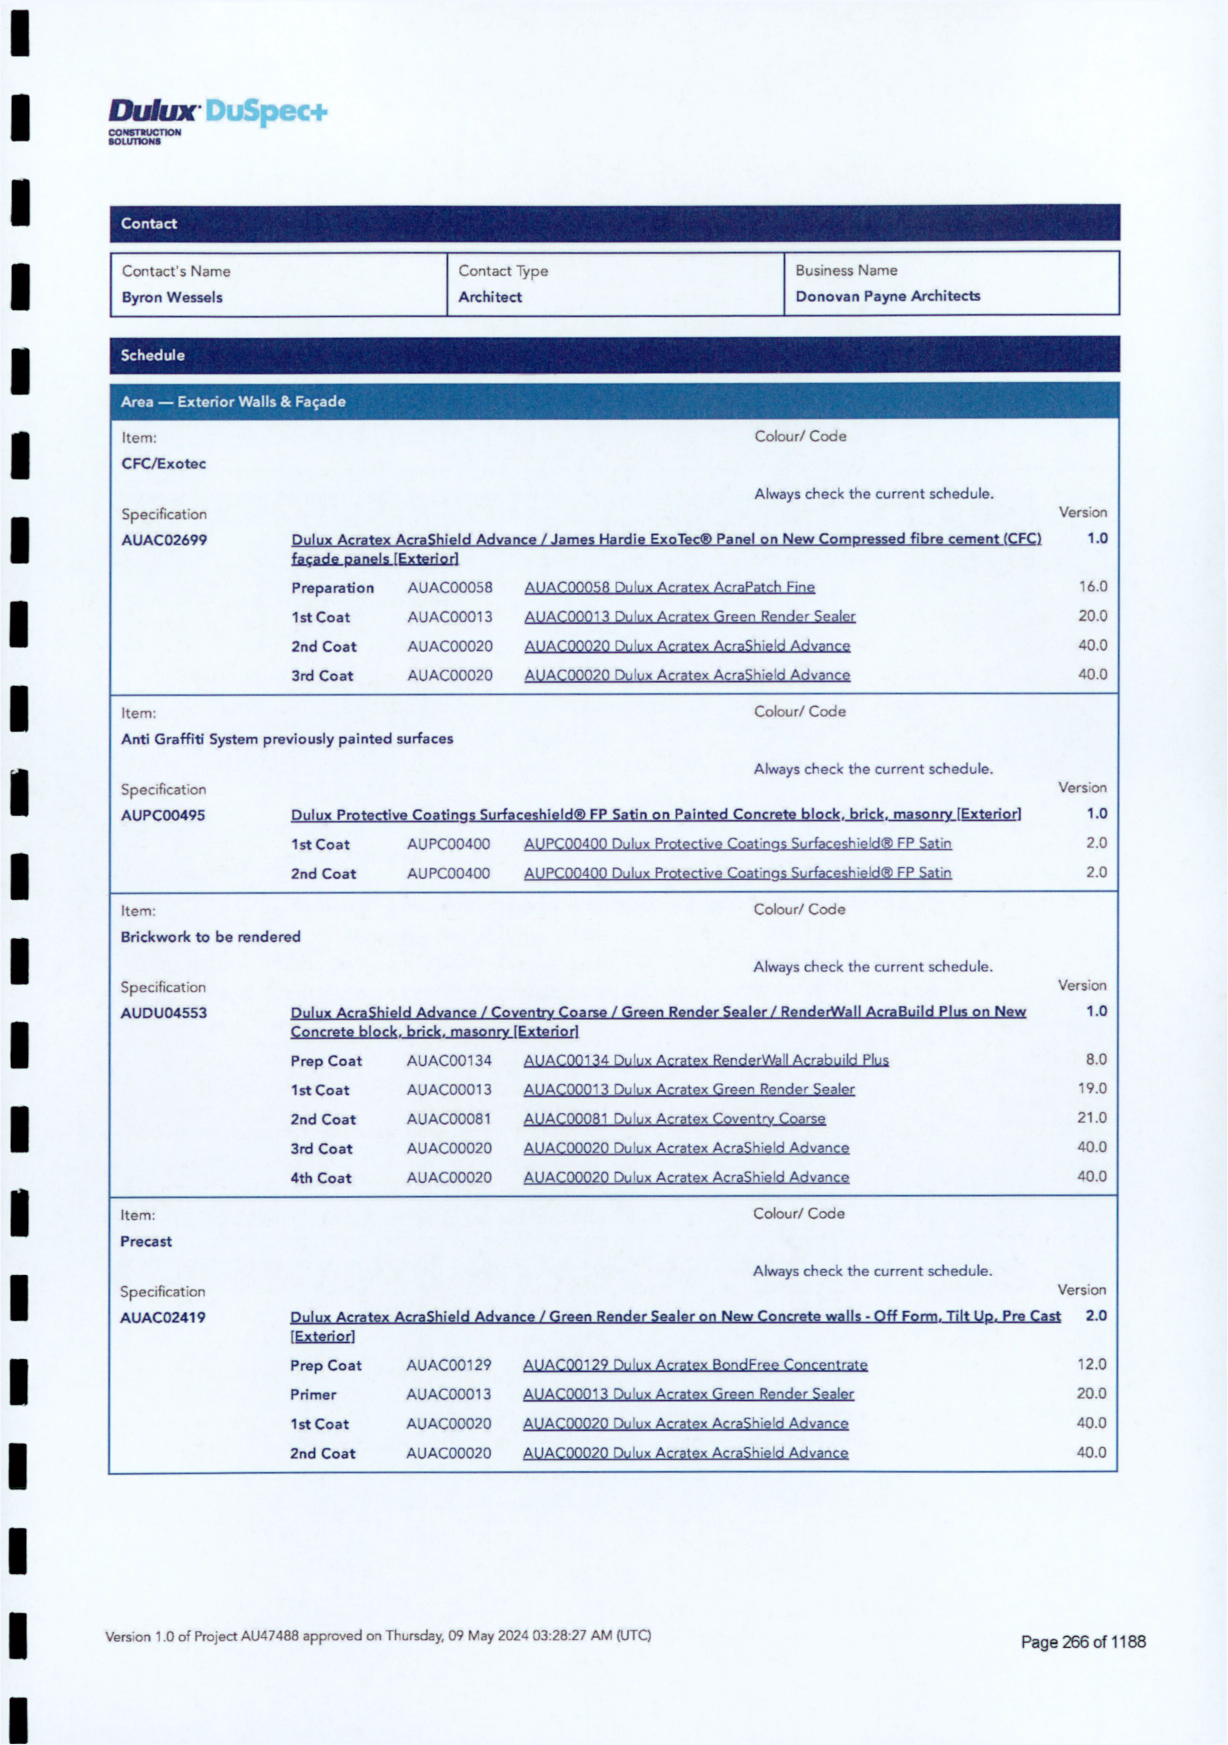 Dulux DuSpec+
CONSTRUCTION
SOLUTIONS
Contact
Contact's Name Contact Type Business Name
Byron Wessels Architect Donovan Payne Architects
Schedule
Area — Exterior Walls & Façade
Item: Colour/ Code
CFC/Exotec
Always check the current schedule.
Specification Version
AUAC02699 Dulux Acratex AcraShield Advance / James Hardie ExoTec® Panel on New Compressed fibre cement (CFC) 1.0
façade panels [Exterior]
Preparation AUAC00058 AUAC00058 Dulux Acratex AcraPatch Fine 16.0
1st Coat AUAC00013 AUAC00013 Dulux Acratex Green Render Sealer 20.0
2nd Coat AUAC00020 AUAC00020 Dulux Acratex AcraShield Advance 40.0
3rd Coat AUAC00020 AUAC00020 Dulux Acratex AcraShield Advance 40.0
Item: Colour/ Code
Anti Graffiti System previously painted surfaces
Always check the current schedule.
Specification Version
AUPC00495 Dulux Protective Coatings Surfaceshield® FP Satin on Painted Concrete block, brick, masonry [Exterior] 1.0
1st Coat AUPC00400 AUPC00400 Dulux Protective Coatings Surfaceshield® FP Satin 2.0
2nd Coat AUPC00400 AUPC00400 Dulux Protective Coatings Surfaceshield® FP Satin 2.0
Item: Colour/ Code
Brickwork to be rendered
Always check the current schedule.
Specification Version
AUDU04553 Dulux AcraShield Advance / Coventry Coarse / Green Render Sealer / RenderWall AcraBuild Plus on New 1.0
Concrete block, brick, masonry [Exterior]
Prep Coat AUAC00134 AUAC00134 Dulux Acratex RenderWall Acrabuild Plus 8.0
1st Coat AUAC00013 AUAC00013 Dulux Acratex Green Render Sealer 19.0
2nd Coat AUAC00081 AUAC00081 Dulux Acratex Coventry Coarse 21.0
3rd Coat AUAC00020 AUAC00020 Dulux Acratex AcraShield Advance 40.0
4th Coat AUAC00020 AUAC00020 Dulux Acratex AcraShield Advance 40.0
Item: Colour/ Code
Precast
Always check the current schedule.
Specification Version
AUAC02419 Dulux Acratex AcraShield Advance / Green Render Sealer on New Concrete walls - Off Form, Tilt Up, Pre Cast 2.0
[Exterior]
Prep Coat AUAC00129 AUAC00129 Dulux Acratex BondFree Concentrate 12.0
Primer AUAC00013 AUAC00013 Dulux Acratex Green Render Sealer 20.0
1st Coat AUAC00020 AUAC00020 Dulux Acratex AcraShield Advance 40.0
2nd Coat AUAC00020 AUAC00020 Dulux Acratex AcraShield Advance 40.0
Version 1.0 of Project AU47488 approved on Thursday, 09 May 2024 03:28:27 AM (UTC)
Page 266 of 1188